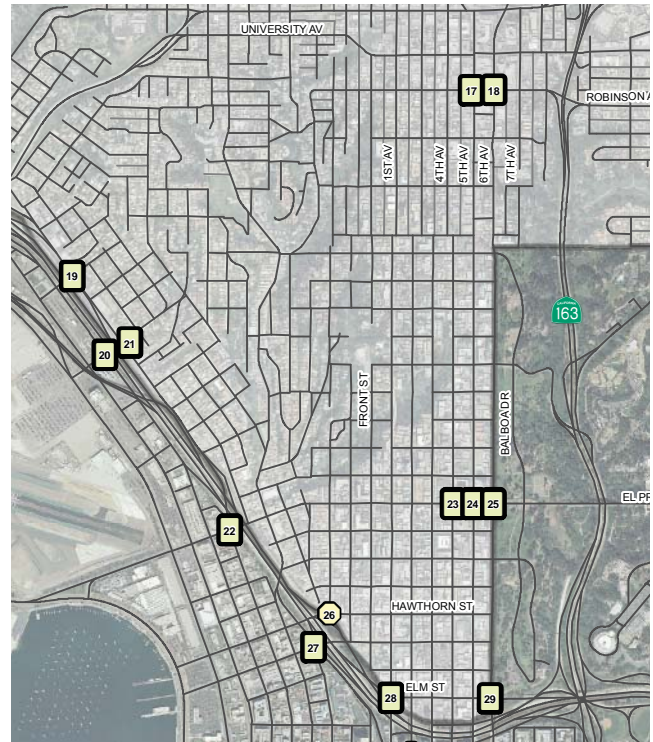 UNIVERSITY AV
17
18
ROBINSON A
1ST AV
4TH AV
5TH AV
6TH AV
7TH AV
19
CALIFORNIA
163
21
20
FRONT ST
BALBOA DR
23
24
25
EL PR
22
HAWTHORN ST
26
27
ELM ST
28
29